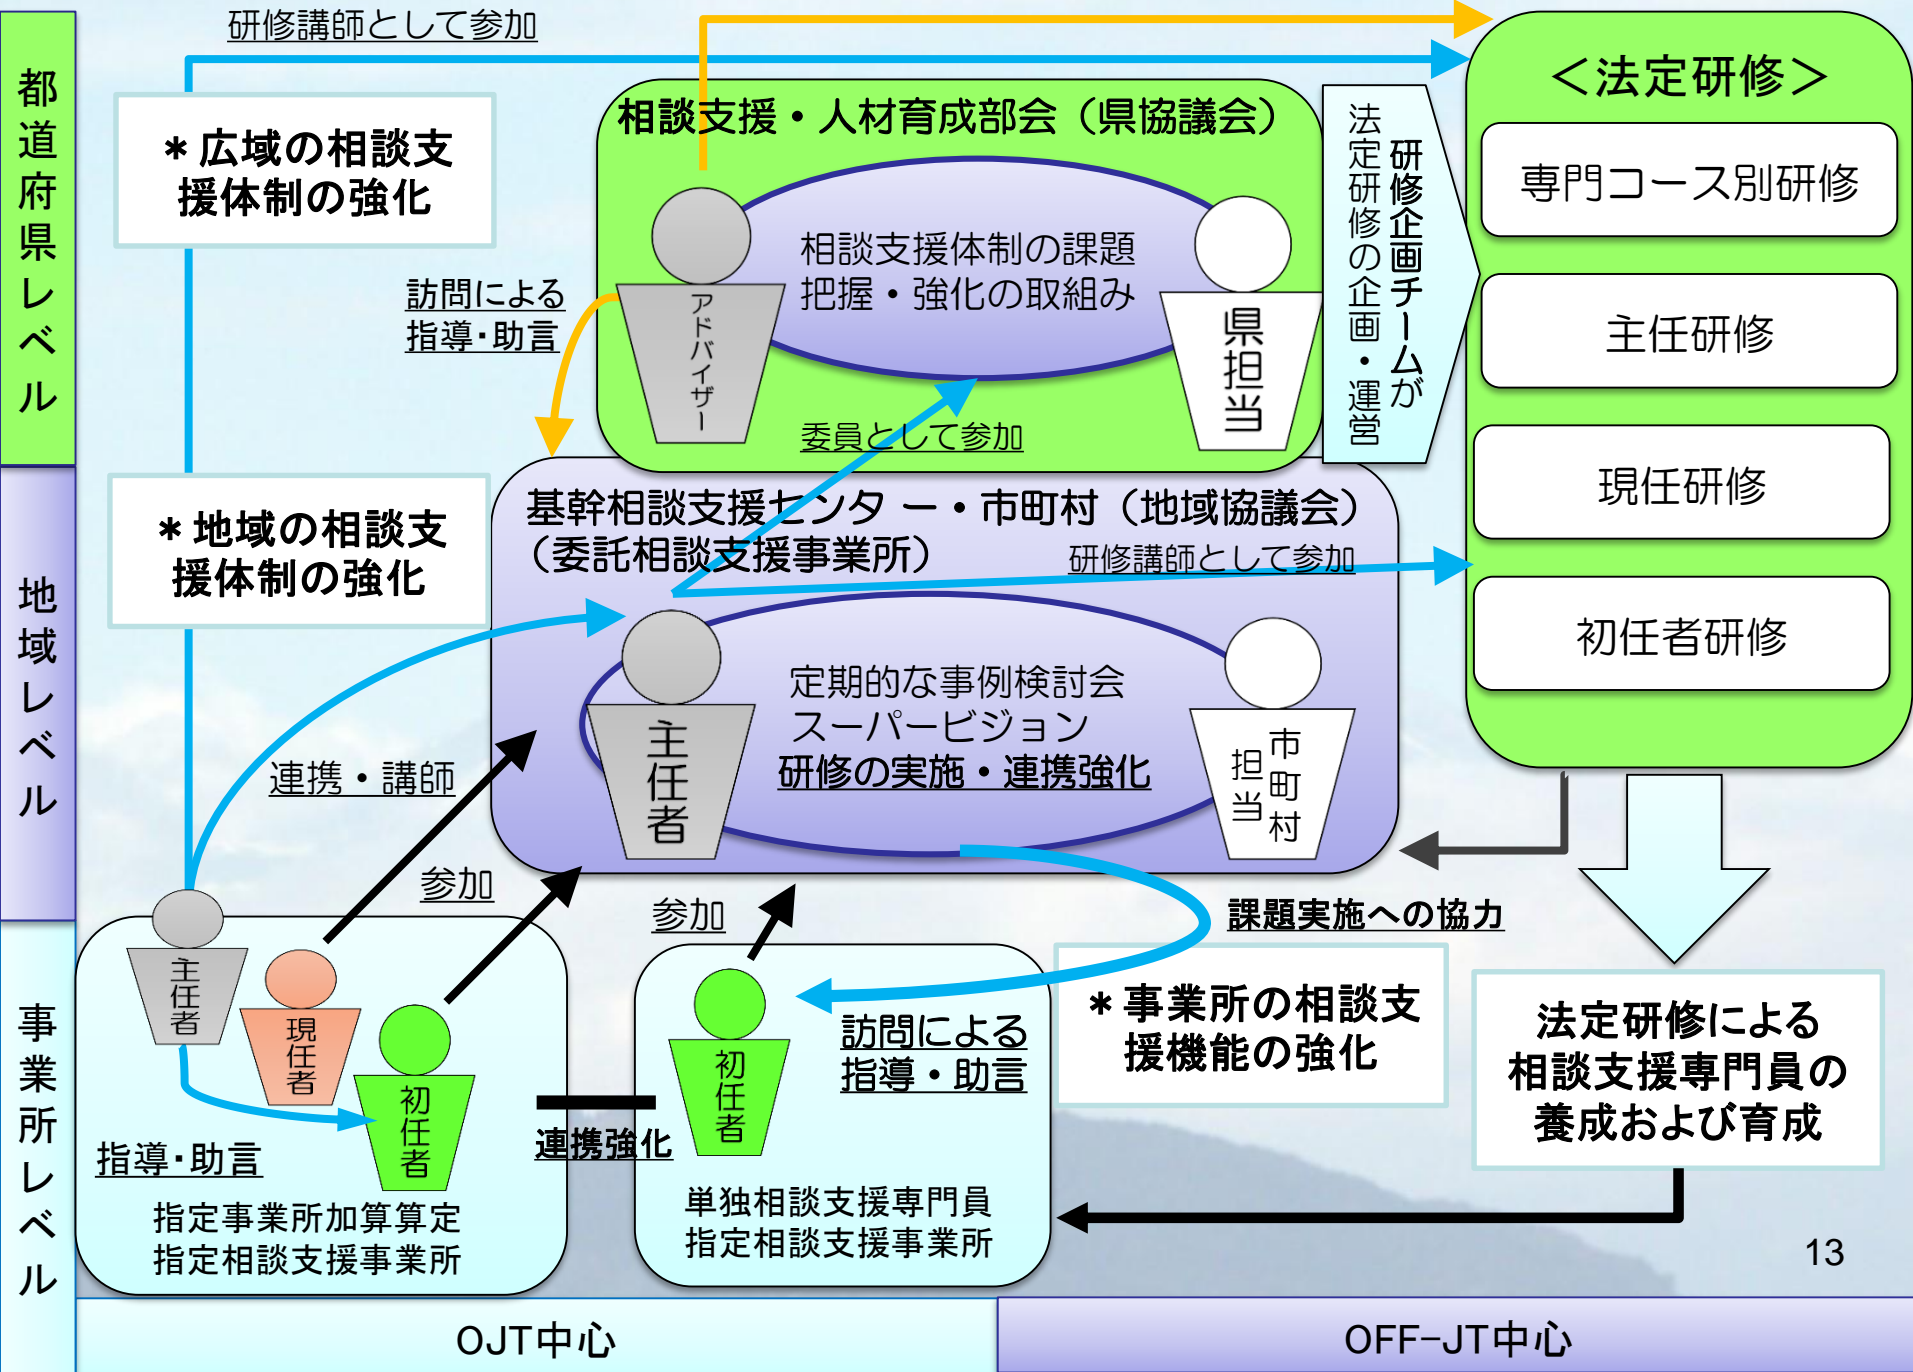 研修講師として参加
都道府県レベル
＊広域の相談支
援体制の強化
相談支援・人材育成部会（県協議会）
相談支援体制の課題
把握・強化の取組み
アドバイザー
県担当
訪問による
指導・助言
委員として参加
研修企画チームが
法定研修の企画・運営
＜法定研修＞
専門コース別研修
主任研修
現任研修
初任者研修
地域レベル
＊地域の相談支
援体制の強化
基幹相談支援センター・市町村（地域協議会）
（委託相談支援事業所）
研修講師として参加
定期的な事例検討会
スーパービジョン
研修の実施・連携強化
主任者
市町村
担当
連携・講師
参加
参加
課題実施への協力
事業所レベル
主任者
現任者
初任者
指導・助言
指定事業所加算算定
指定相談支援事業所
連携強化
初任者
訪問による
指導・助言
単独相談支援専門員
指定相談支援事業所
＊事業所の相談支
援機能の強化
法定研修による
相談支援専門員の
養成および育成
13
OJT中心
OFF-JT中心